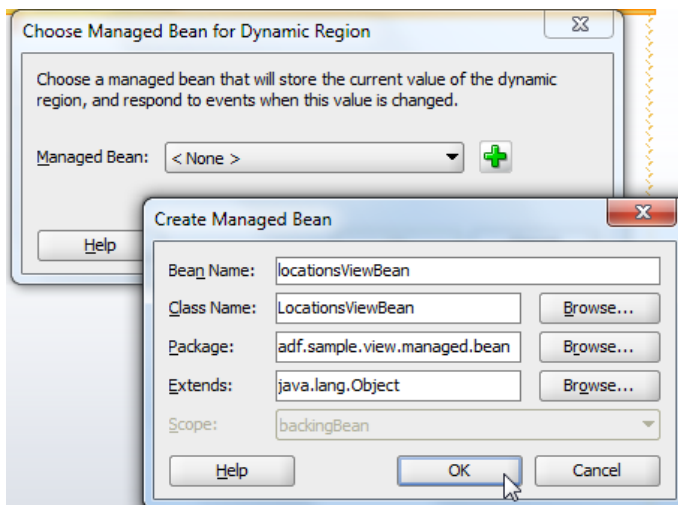 Choose Managed Bean for Dynamic Region
Choose a managed bean that will store the current value of the dynamic
region, and respond to events when this value is changed.
Managed Bean: < None >
Help
Create Managed Bean
Bean Name: locationsViewBean
Class Name: LocationsViewBean Browse...
Package: adf.sample.view.managed.bean Browse...
Extends: java.lang.Object Browse...
Scope: backingBean
Help OK Cancel